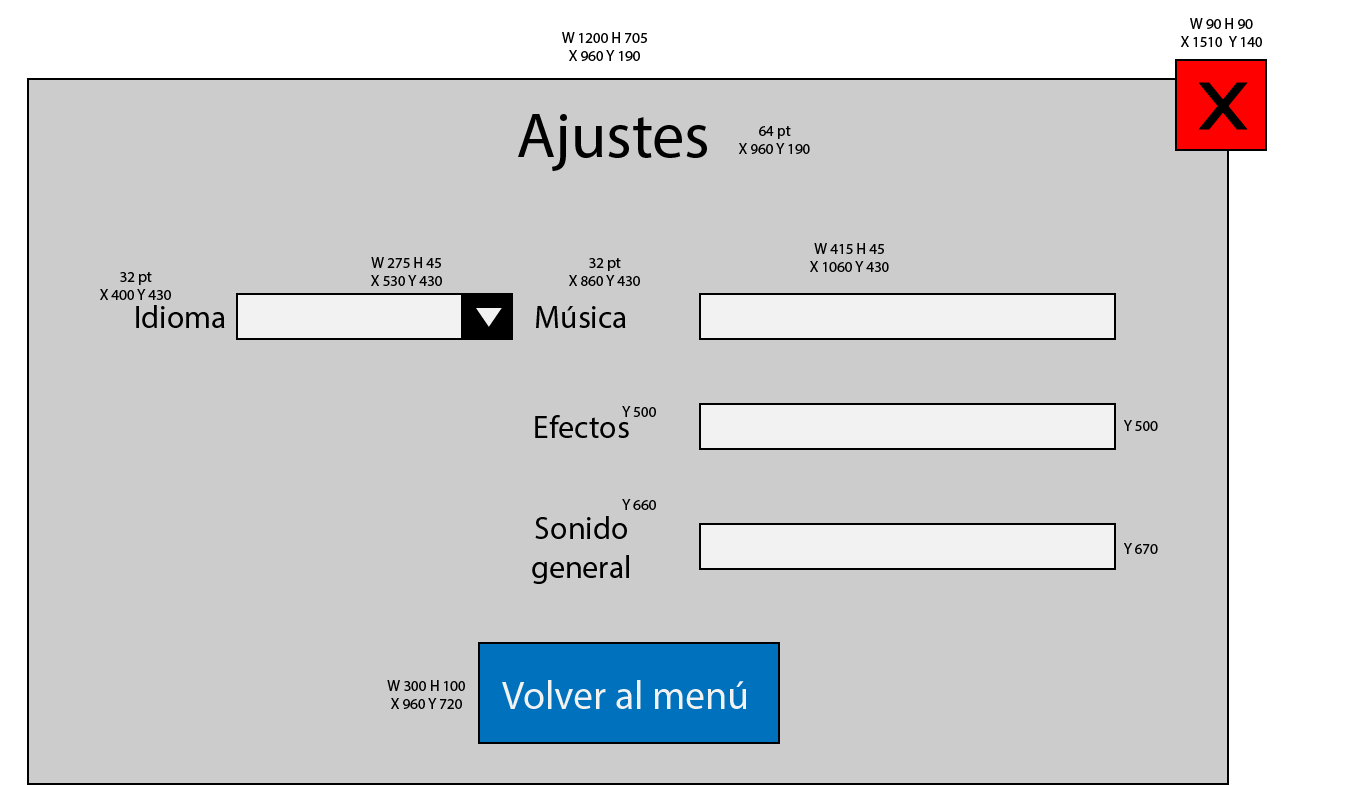 W 90 H 90
X 1510 Y 140
W 1200 H 705
X 960 Y 190
X
Ajustes
64 pt
X 960 Y 190
32 pt
X 400 Y 430
Idioma
W 275 H 45
X 530 Y 430
32 pt
X 860 Y 430
Música
W 415 H 45
X 1060 Y 430
Y 500
Efectos
Y 500
Y 660
Sonido
general
Y 670
W 300 H 100
X 960 Y 720
Volver al menú